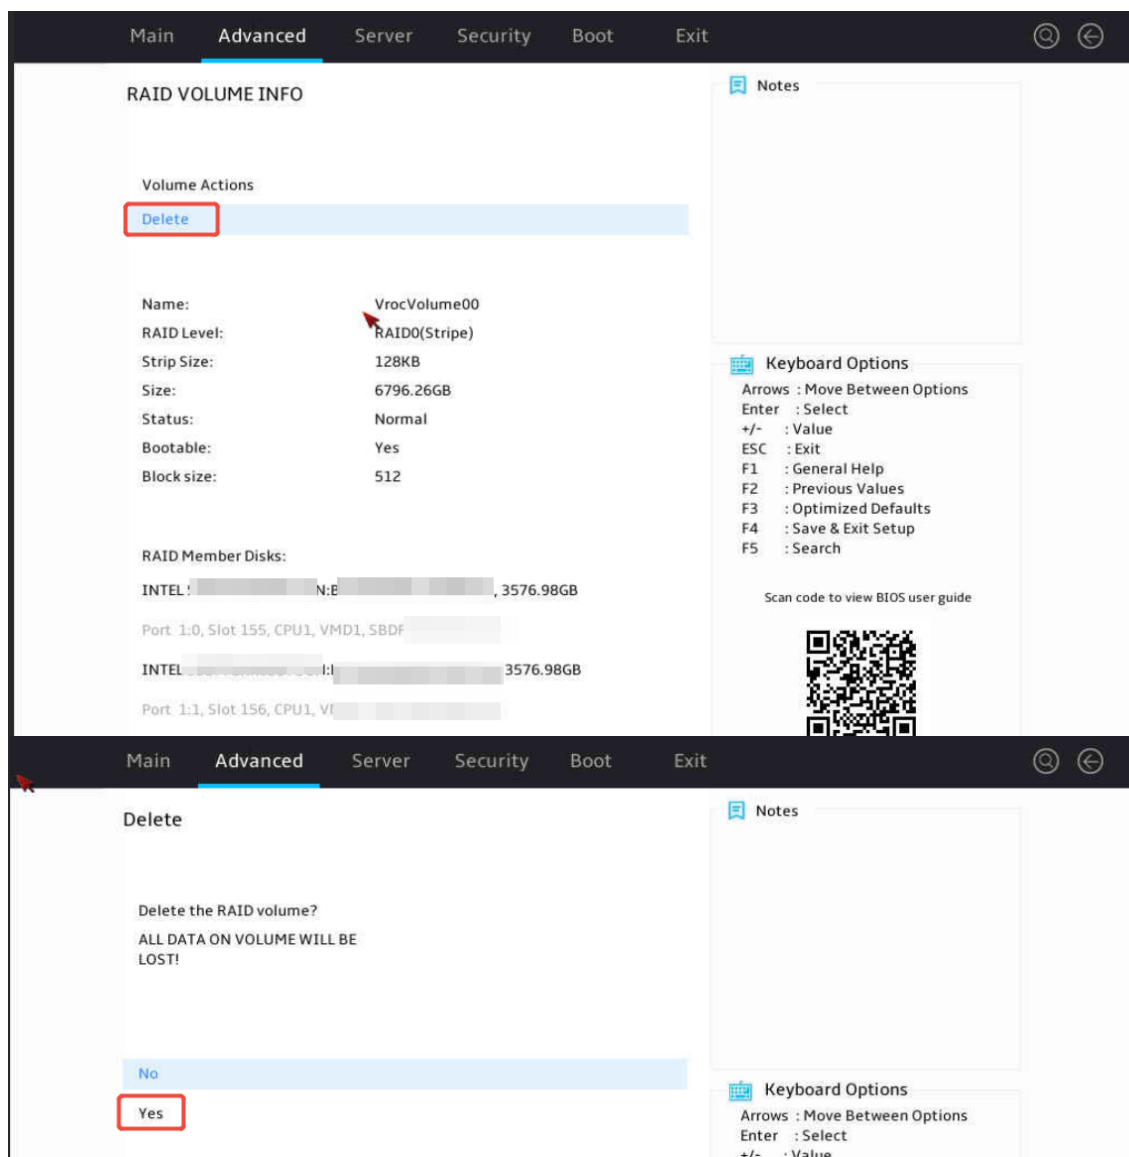 Main Advanced Server Security Boot Exit
RAID VOLUME INFO
Volume Actions
Delete
Name: VrocVolume00
RAID Level: RAID0(Stripe)
Strip Size: 128KB
Size: 6796.26GB
Status: Normal
Bootable: Yes
Block size: 512
RAID Member Disks:
INTEL N:B , 3576.98GB
Port 1:0, Slot 155, CPU1, VMD1, SBDF
INTEL 3576.98GB
Port 1:1, Slot 156, CPU1,
Notes
Keyboard Options
Arrows : Move Between Options
Enter : Select
+/- : Value
ESC : Exit
F1 : General Help
F2 : Previous Values
F3 : Optimized Defaults
F4 : Save & Exit Setup
F5 : Search
Scan code to view BIOS user guide
Main Advanced Server Security Boot Exit
Delete
Delete the RAID volume?
ALL DATA ON VOLUME WILL BE
LOST!
No
Yes
Notes
Keyboard Options
Arrows : Move Between Options
Enter : Select
+/- : Value